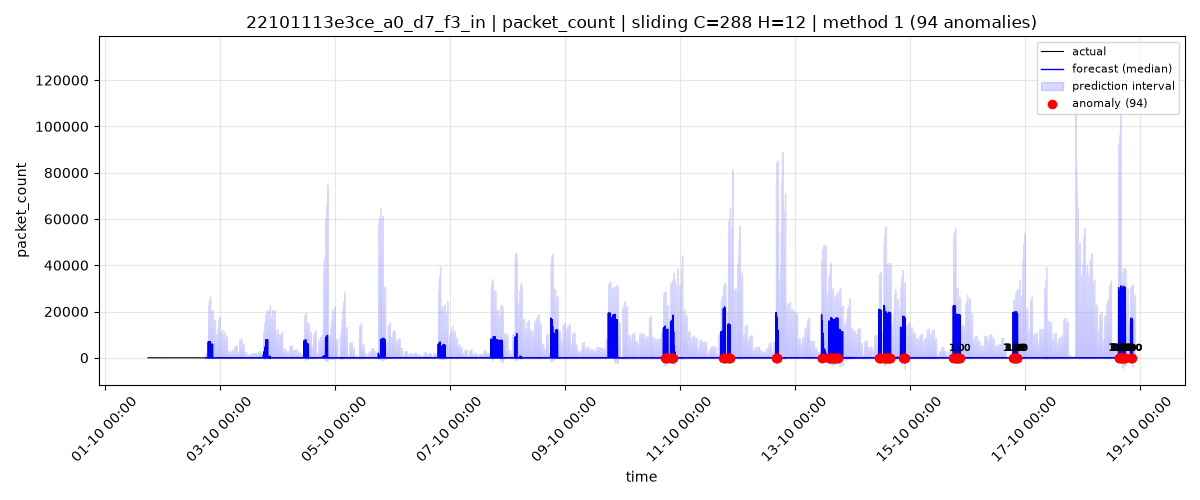 22101113e3ce_a0_d7_f3_in | packet_count | sliding C=288 H=12 | method 1 (94 anomalies)
actual
forecast (median)
prediction interval
anomaly (94)
packet_count
120000
100000
80000
60000
40000
20000
0
1.00
01-10 00:00
03-10 00:00
05-10 00:00
07-10 00:00
09-10 00:00
11-10 00:00
13-10 00:00
15-10 00:00
17-10 00:00
19-10 00:00
time